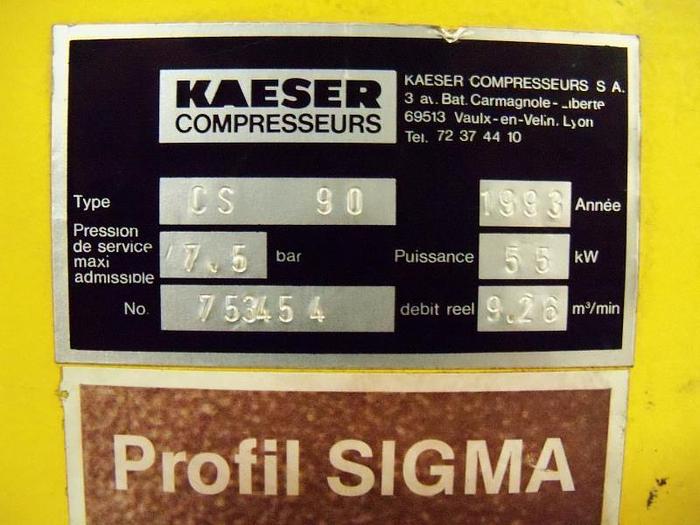 KAESER
COMPRESSEURS
KAESER COMPRESSEURS S A.
3 av. Bat. Carmagnole-Liberte
69513 Vaulx-en-Velin. Lyon
Tel. 72 37 44 10
Type CS 90 1993 Année
Pression
de service
maxi
admissible 7.5 bar Puissance 55 kW
No. 753454 debit reel 9.26 m³/min
Profil SIGMA